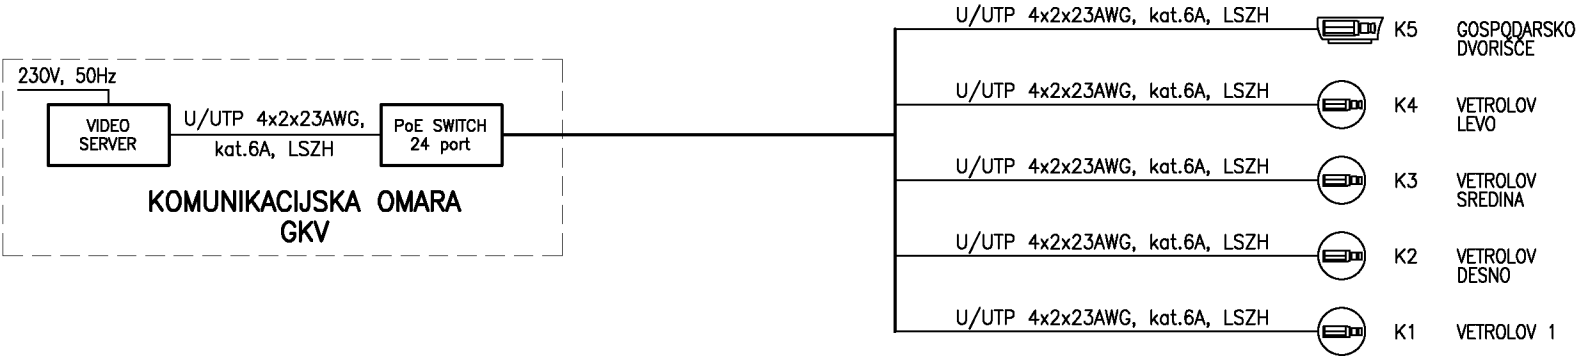 230V, 50Hz
VIDEO
SERVER
U/UTP 4x2x23AWG,
kat.6A, LSZH
PoE SWITCH
24 port
KOMUNIKACIJSKA OMARA
GKV
U/UTP 4x2x23AWG, kat.6A, LSZH
K5
GOSPODARSKO
DVORIŠČE
U/UTP 4x2x23AWG, kat.6A, LSZH
K4
VETROLOV
LEVO
U/UTP 4x2x23AWG, kat.6A, LSZH
K3
VETROLOV
SREDINA
U/UTP 4x2x23AWG, kat.6A, LSZH
K2
VETROLOV
DESNO
U/UTP 4x2x23AWG, kat.6A, LSZH
K1
VETROLOV 1